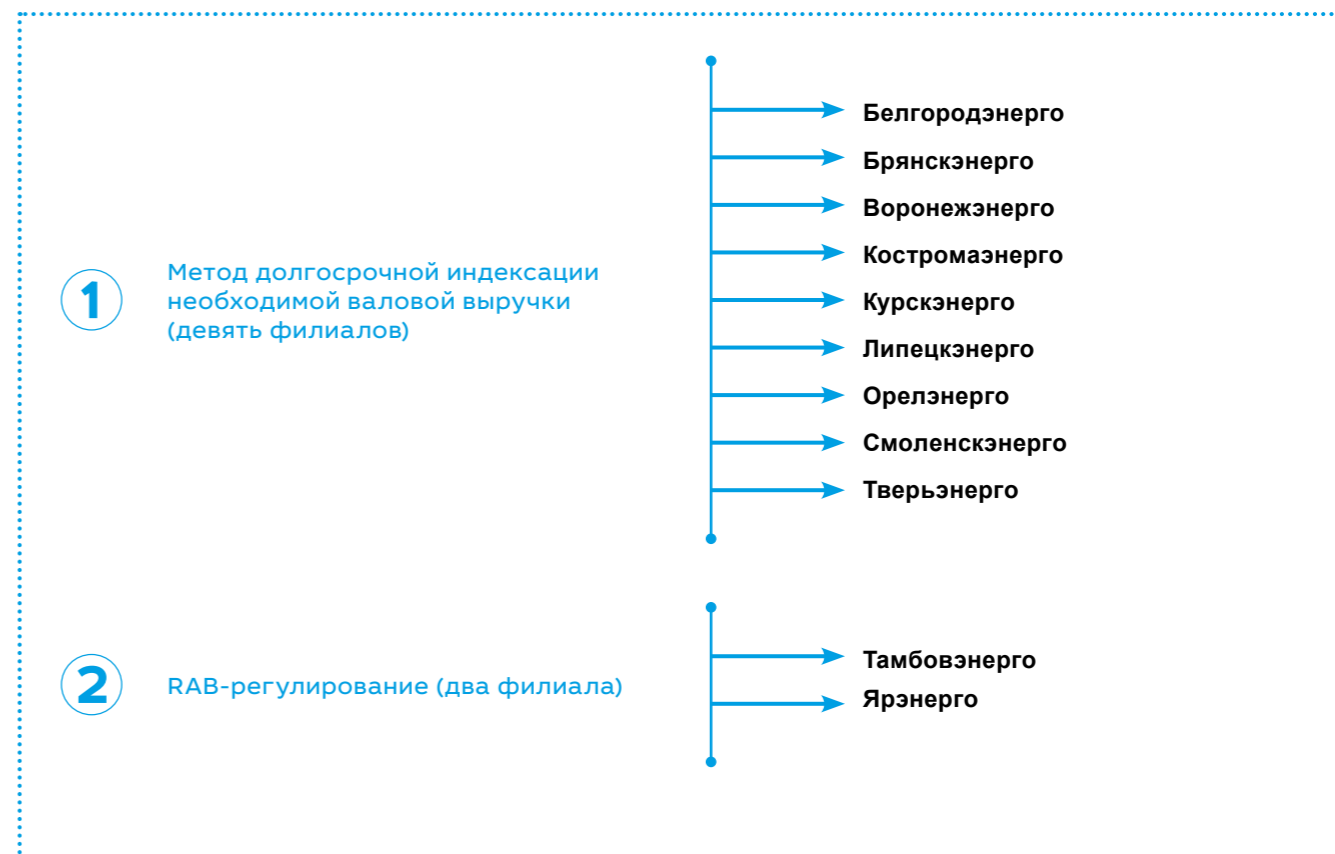 1
Метод долгосрочной индексации
необходимой валовой выручки
(девять филиалов)
Белгородэнерго
Брянскэнерго
Воронежэнерго
Костромаэнерго
Курскэнерго
Липецкэнерго
Орелэнерго
Смоленскэнерго
Тверьэнерго
2
RAB-регулирование (два филиала)
Тамбовэнерго
Ярэнерго